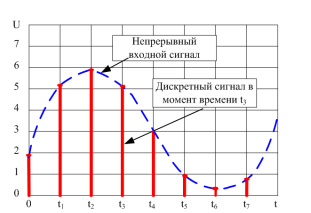 U
7
6
5
4
3
2
1
0
Непрерывный
входной сигнал
Дискретный сигнал в
момент времени t₃
0 t₁ t₂ t₃ t₄ t₅ t₆ t₇ t